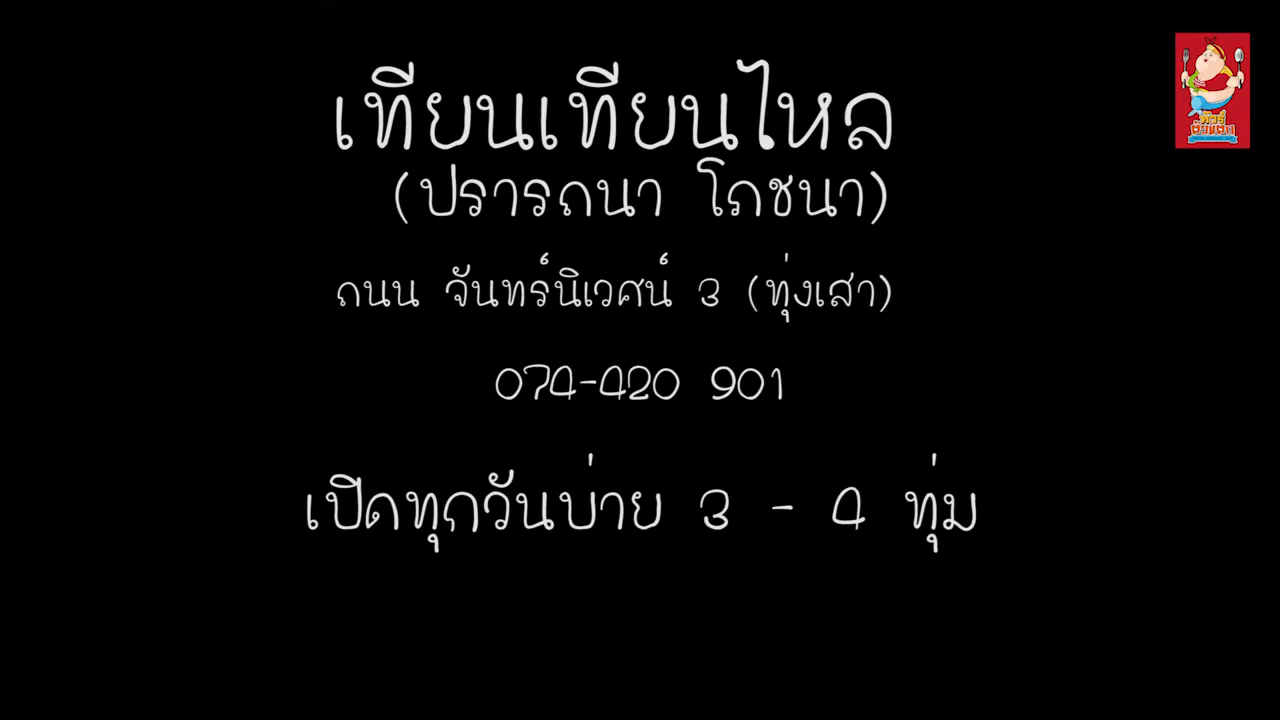 เทียนเทียนไหล
(ปรารถนา โภชนา)
ถนน จันทร์นิเวศน์ 3 (ทุ่งเสา)
074-420 901
เปิดทุกวันบ่าย 3 - 4 ทุ่ม
ทัวร์